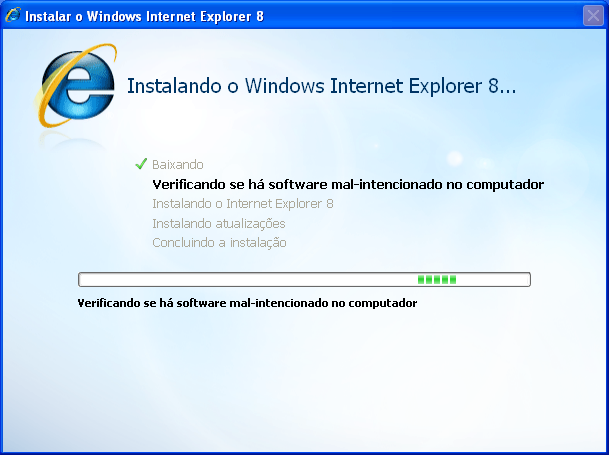 Instalar o Windows Internet Explorer 8
Instalando o Windows Internet Explorer 8...
Baixando
Verificando se há software mal-intencionado no computador
Instalando o Internet Explorer 8
Instalando atualizações
Concluindo a instalação
Verificando se há software mal-intencionado no computador